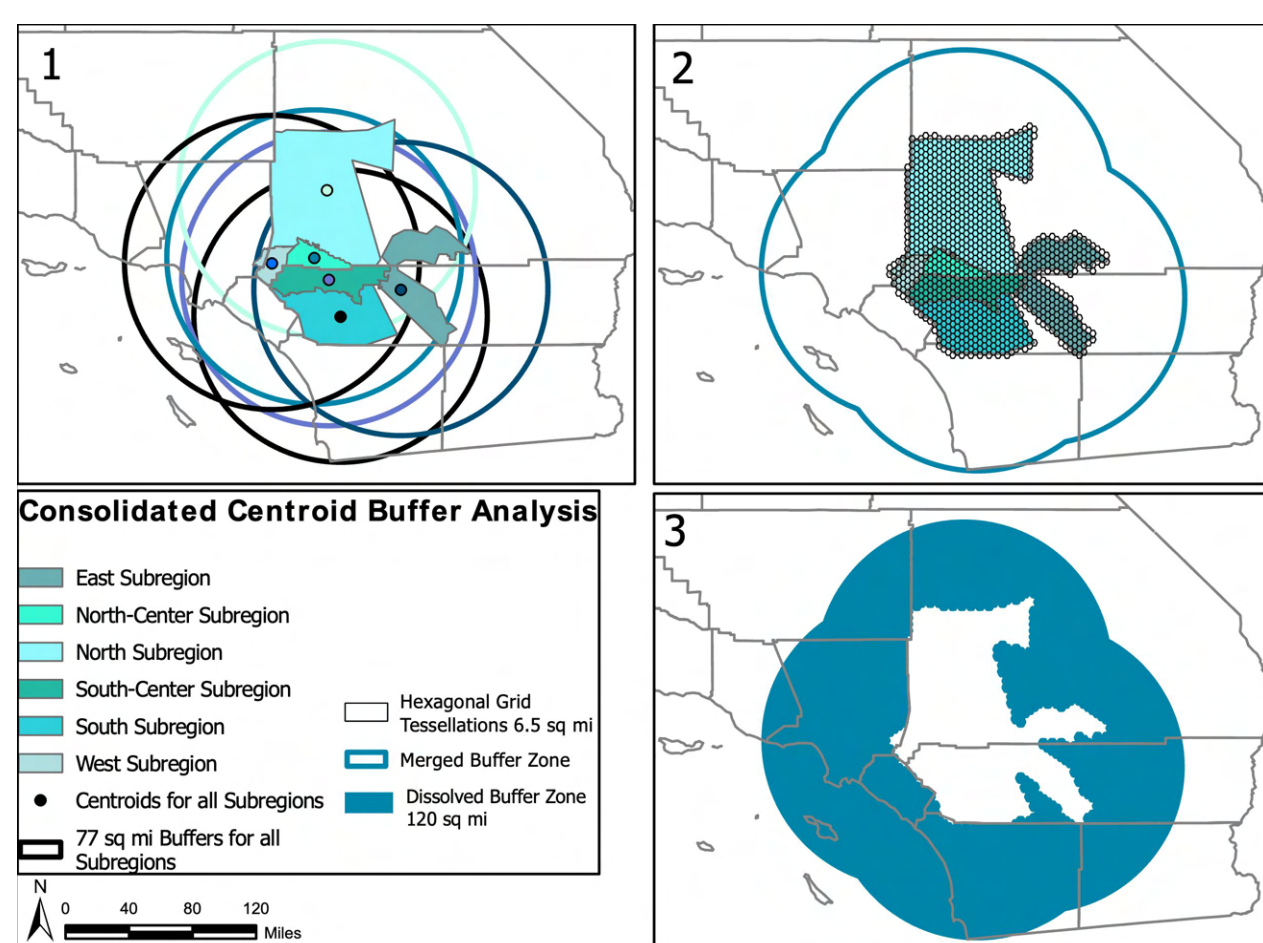 1
2
Consolidated Centroid Buffer Analysis
East Subregion
North-Center Subregion
North Subregion
South-Center Subregion
South Subregion
West Subregion
Centroids for all Subregions
77 sq mi Buffers for all
Subregions
Hexagonal Grid
Tessellations 6.5 sq mi
Merged Buffer Zone
Dissolved Buffer Zone
120 sq mi
3
N
0 40 80 120
Miles